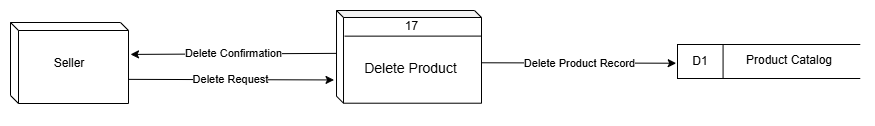 17
Seller
Delete Confirmation
Delete Request
Delete Product
Delete Product Record
D1
Product Catalog